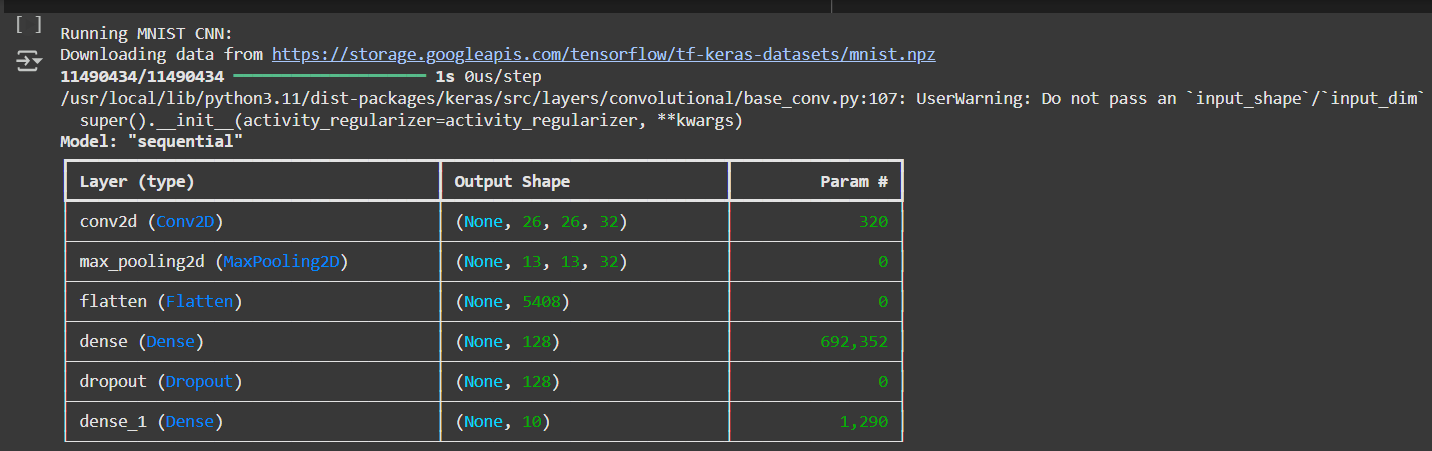 [ ]
Running MNIST CNN:
Downloading data from https://storage.googleapis.com/tensorflow/tf-keras-datasets/mnist.npz
11490434/11490434 ━━━━━━━━━━━━━━━━━━━━ 1s 0us/step
/usr/local/lib/python3.11/dist-packages/keras/src/layers/convolutional/base_conv.py:107: UserWarning: Do not pass an `input_shape`/`input_dim`
super().__init__(activity_regularizer=activity_regularizer, **kwargs)
Model: "sequential"
Layer (type) Output Shape Param #
conv2d (Conv2D) (None, 26, 26, 32) 320
max_pooling2d (MaxPooling2D) (None, 13, 13, 32) 0
flatten (Flatten) (None, 5408) 0
dense (Dense) (None, 128) 692,352
dropout (Dropout) (None, 128) 0
dense_1 (Dense) (None, 10) 1,290